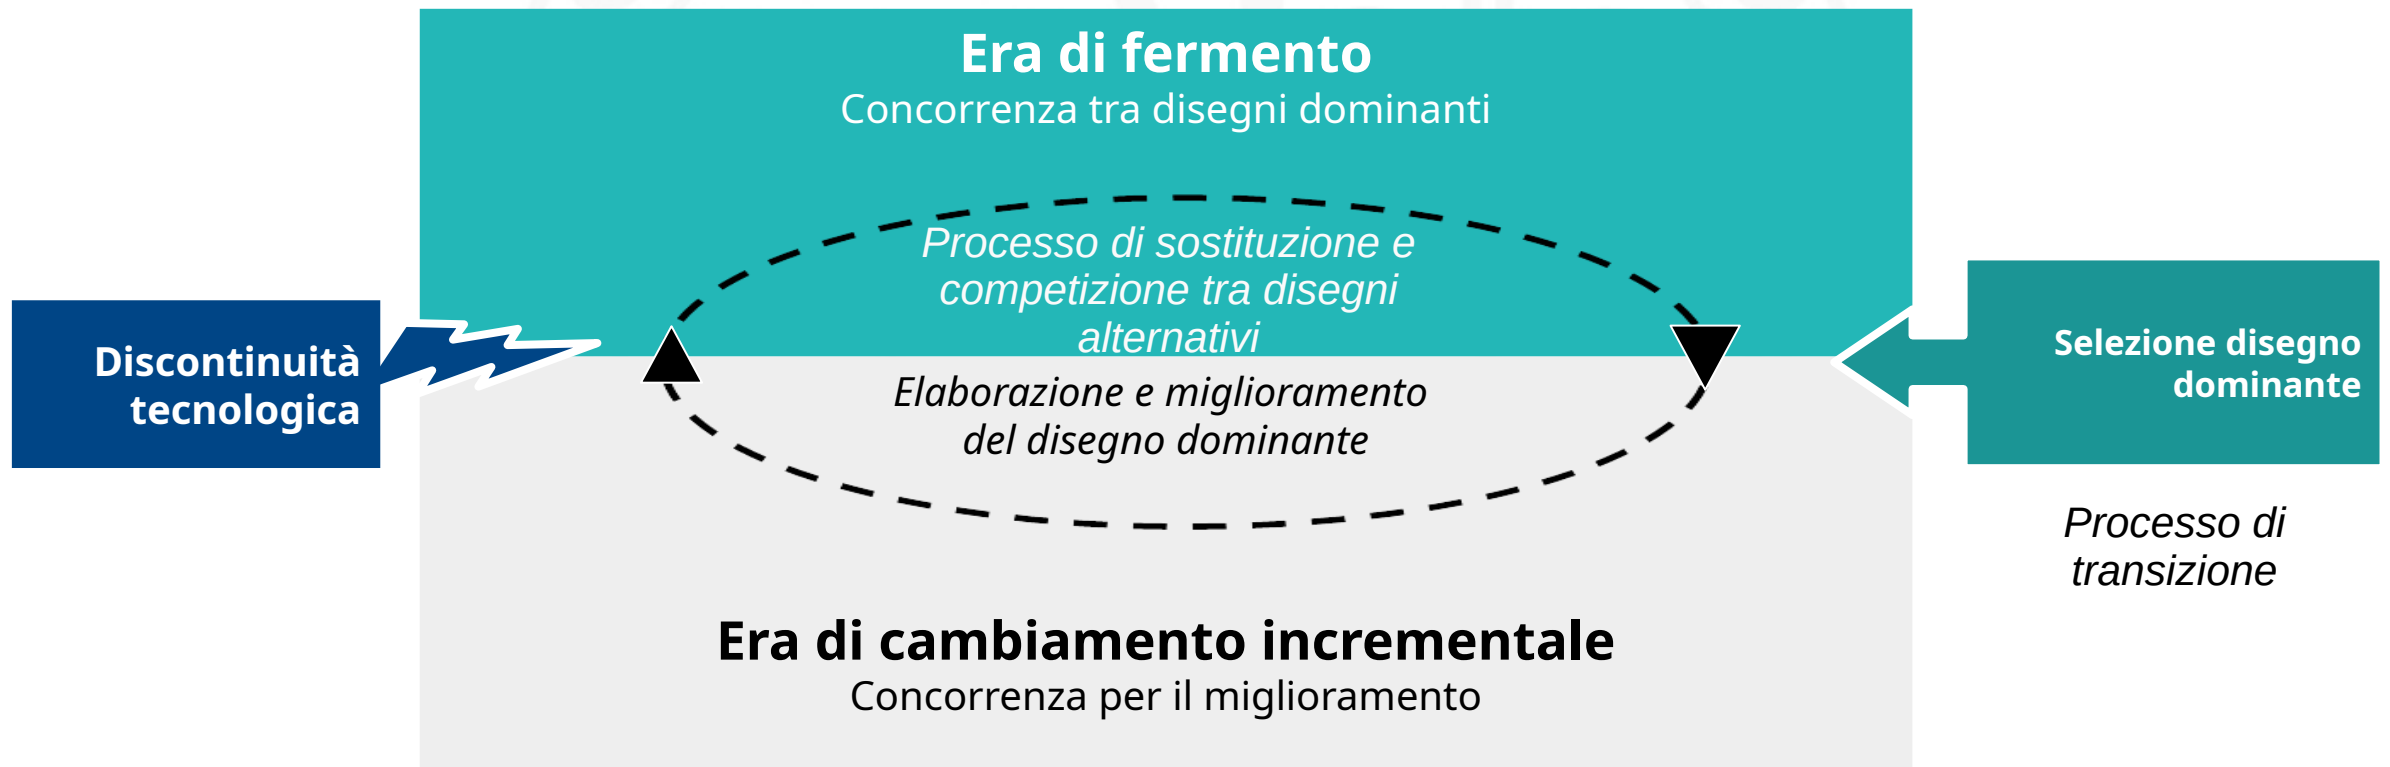 Era di fermento
Concorrenza tra disegni dominanti
Processo di sostituzione e
competizione tra disegni
alternativi
Discontinuità
tecnologica
Selezione disegno
dominante
Elaborazione e miglioramento
del disegno dominante
Processo di
transizione
Era di cambiamento incrementale
Concorrenza per il miglioramento